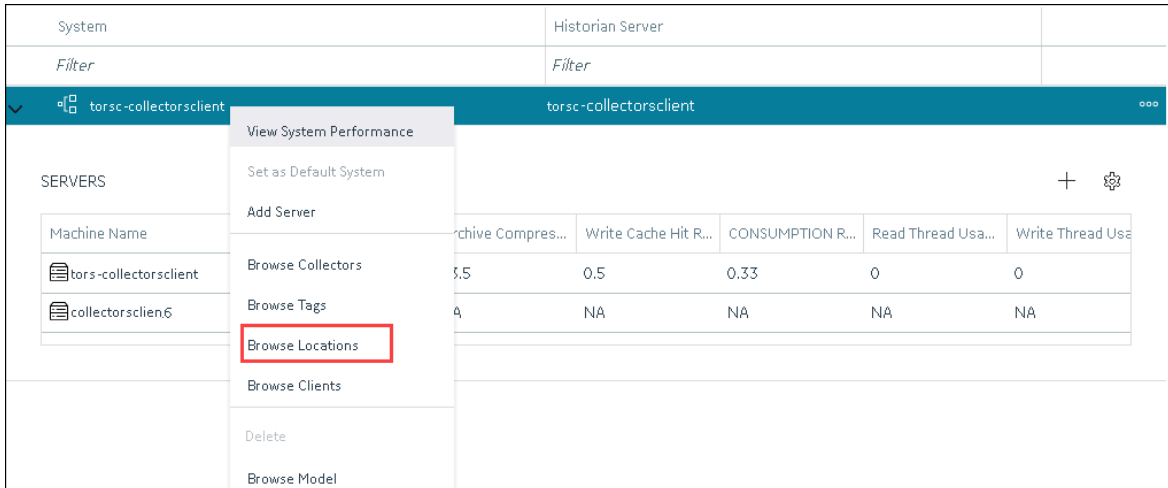 System Historian Server
Filter Filter
torsc-collectorsclient torsc-collectorsclient
View System Performance
Set as Default System
SERVERS
Add Server
Machine Name rchive Compres... Write Cache Hit R... CONSUMPTION R... Read Thread Usa... Write Thread Usa
Browse Collectors
tors-collectorsclient 3.5 0.5 0.33 0 0
Browse Tags
collectorsclien6 A NA NA NA NA
Browse Locations
Browse Clients
Delete
Browse Model